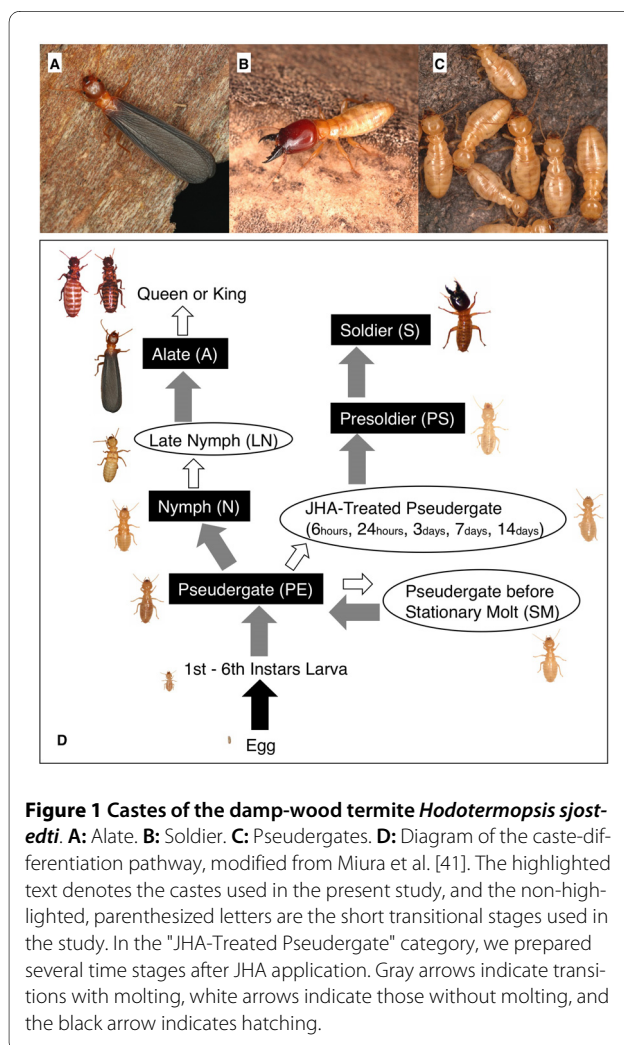 A
B
C
Queen or King
Alate (A)
Soldier (S)
Late Nymph (LN)
Presoldier (PS)
Nymph (N)
JHA-Treated Pseudergate
(6hours, 24hours, 3days, 7days, 14days)
Pseudergate (PE)
Pseudergate before
Stationary Molt (SM)
1st - 6th Instars Larva
D
Egg
Figure 1 Castes of the damp-wood termite Hodotermopsis sjost-
edti. A: Alate. B: Soldier. C: Pseudergates. D: Diagram of the caste-dif-
ferentiation pathway, modified from Miura et al. [41]. The highlighted
text denotes the castes used in the present study, and the non-high-
lighted, parenthesized letters are the short transitional stages used in
the study. In the "JHA-Treated Pseudergate" category, we prepared
several time stages after JHA application. Gray arrows indicate transi-
tions with molting, white arrows indicate those without molting, and
the black arrow indicates hatching.